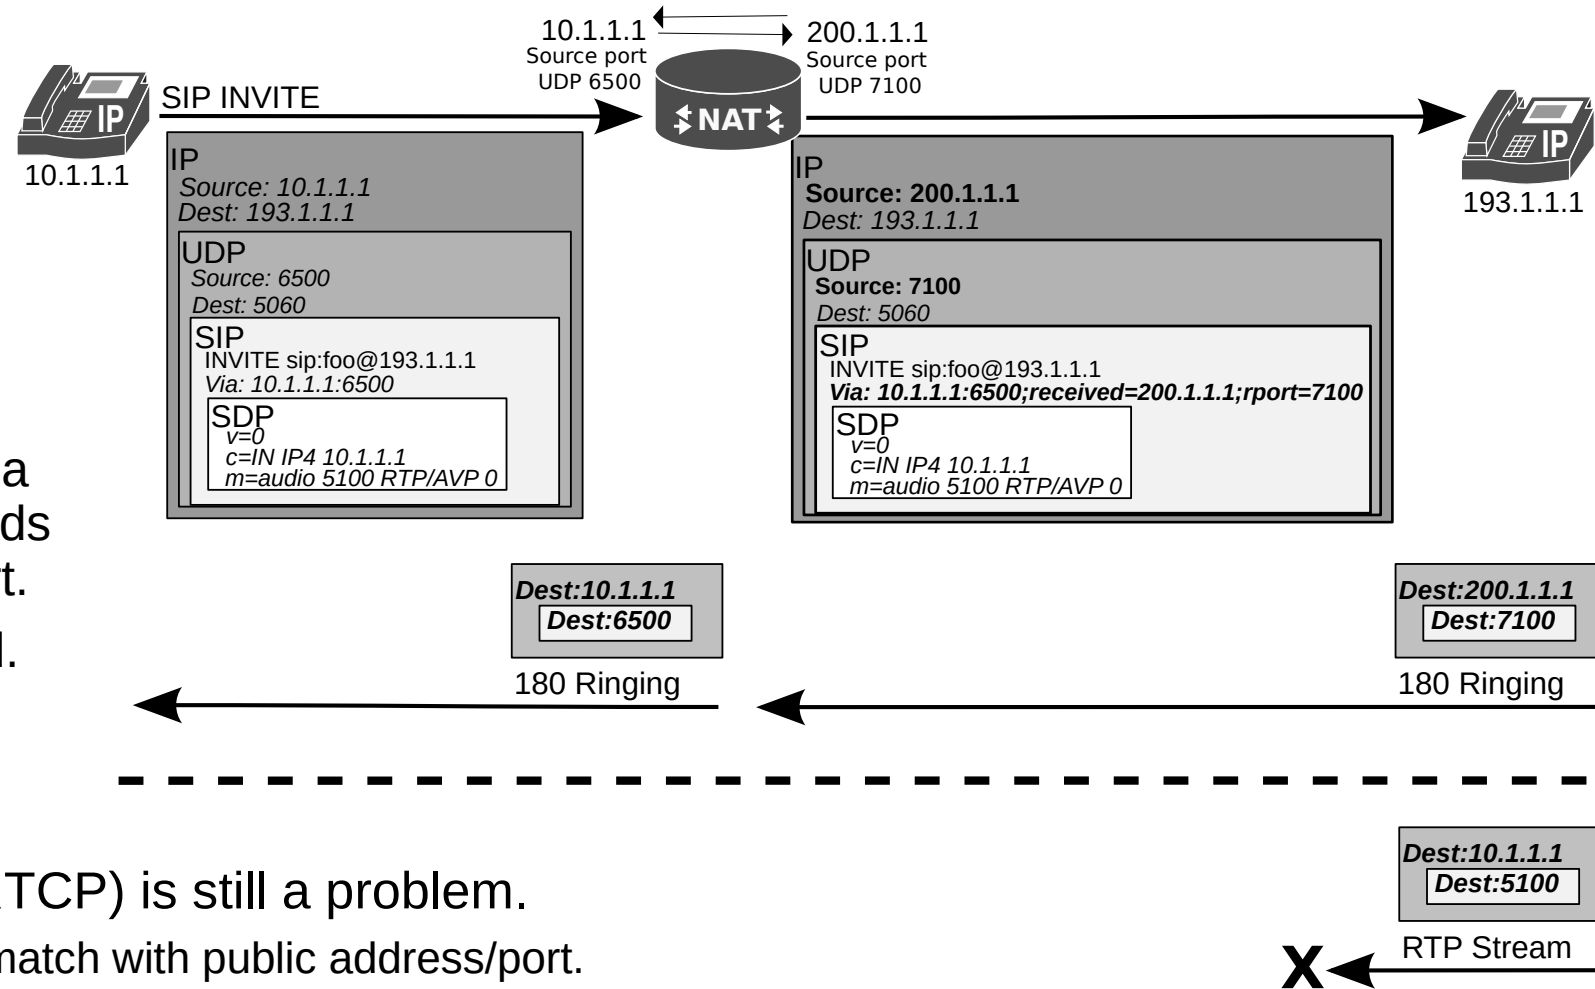 10.1.1.1
Source port
UDP 6500
200.1.1.1
Source port
UDP 7100
IP
10.1.1.1
SIP INVITE
NAT
IP
193.1.1.1
IP
Source: 10.1.1.1
Dest: 193.1.1.1
UDP
Source: 6500
Dest: 5060
SIP
INVITE sip:foo@193.1.1.1
Via: 10.1.1.1:6500
SDP
v=0
c=IN IP4 10.1.1.1
m=audio 5100 RTP/AVP 0
IP
Source: 200.1.1.1
Dest: 193.1.1.1
UDP
Source: 7100
Dest: 5060
SIP
INVITE sip:foo@193.1.1.1
Via: 10.1.1.1:6500;received=200.1.1.1;rport=7100
SDP
v=0
c=IN IP4 10.1.1.1
m=audio 5100 RTP/AVP 0
a
ds
t.
.
Dest:10.1.1.1
Dest:6500
180 Ringing
Dest:200.1.1.1
Dest:7100
180 Ringing
TCP) is still a problem.
match with public address/port.
Dest:10.1.1.1
Dest:5100
RTP Stream
X